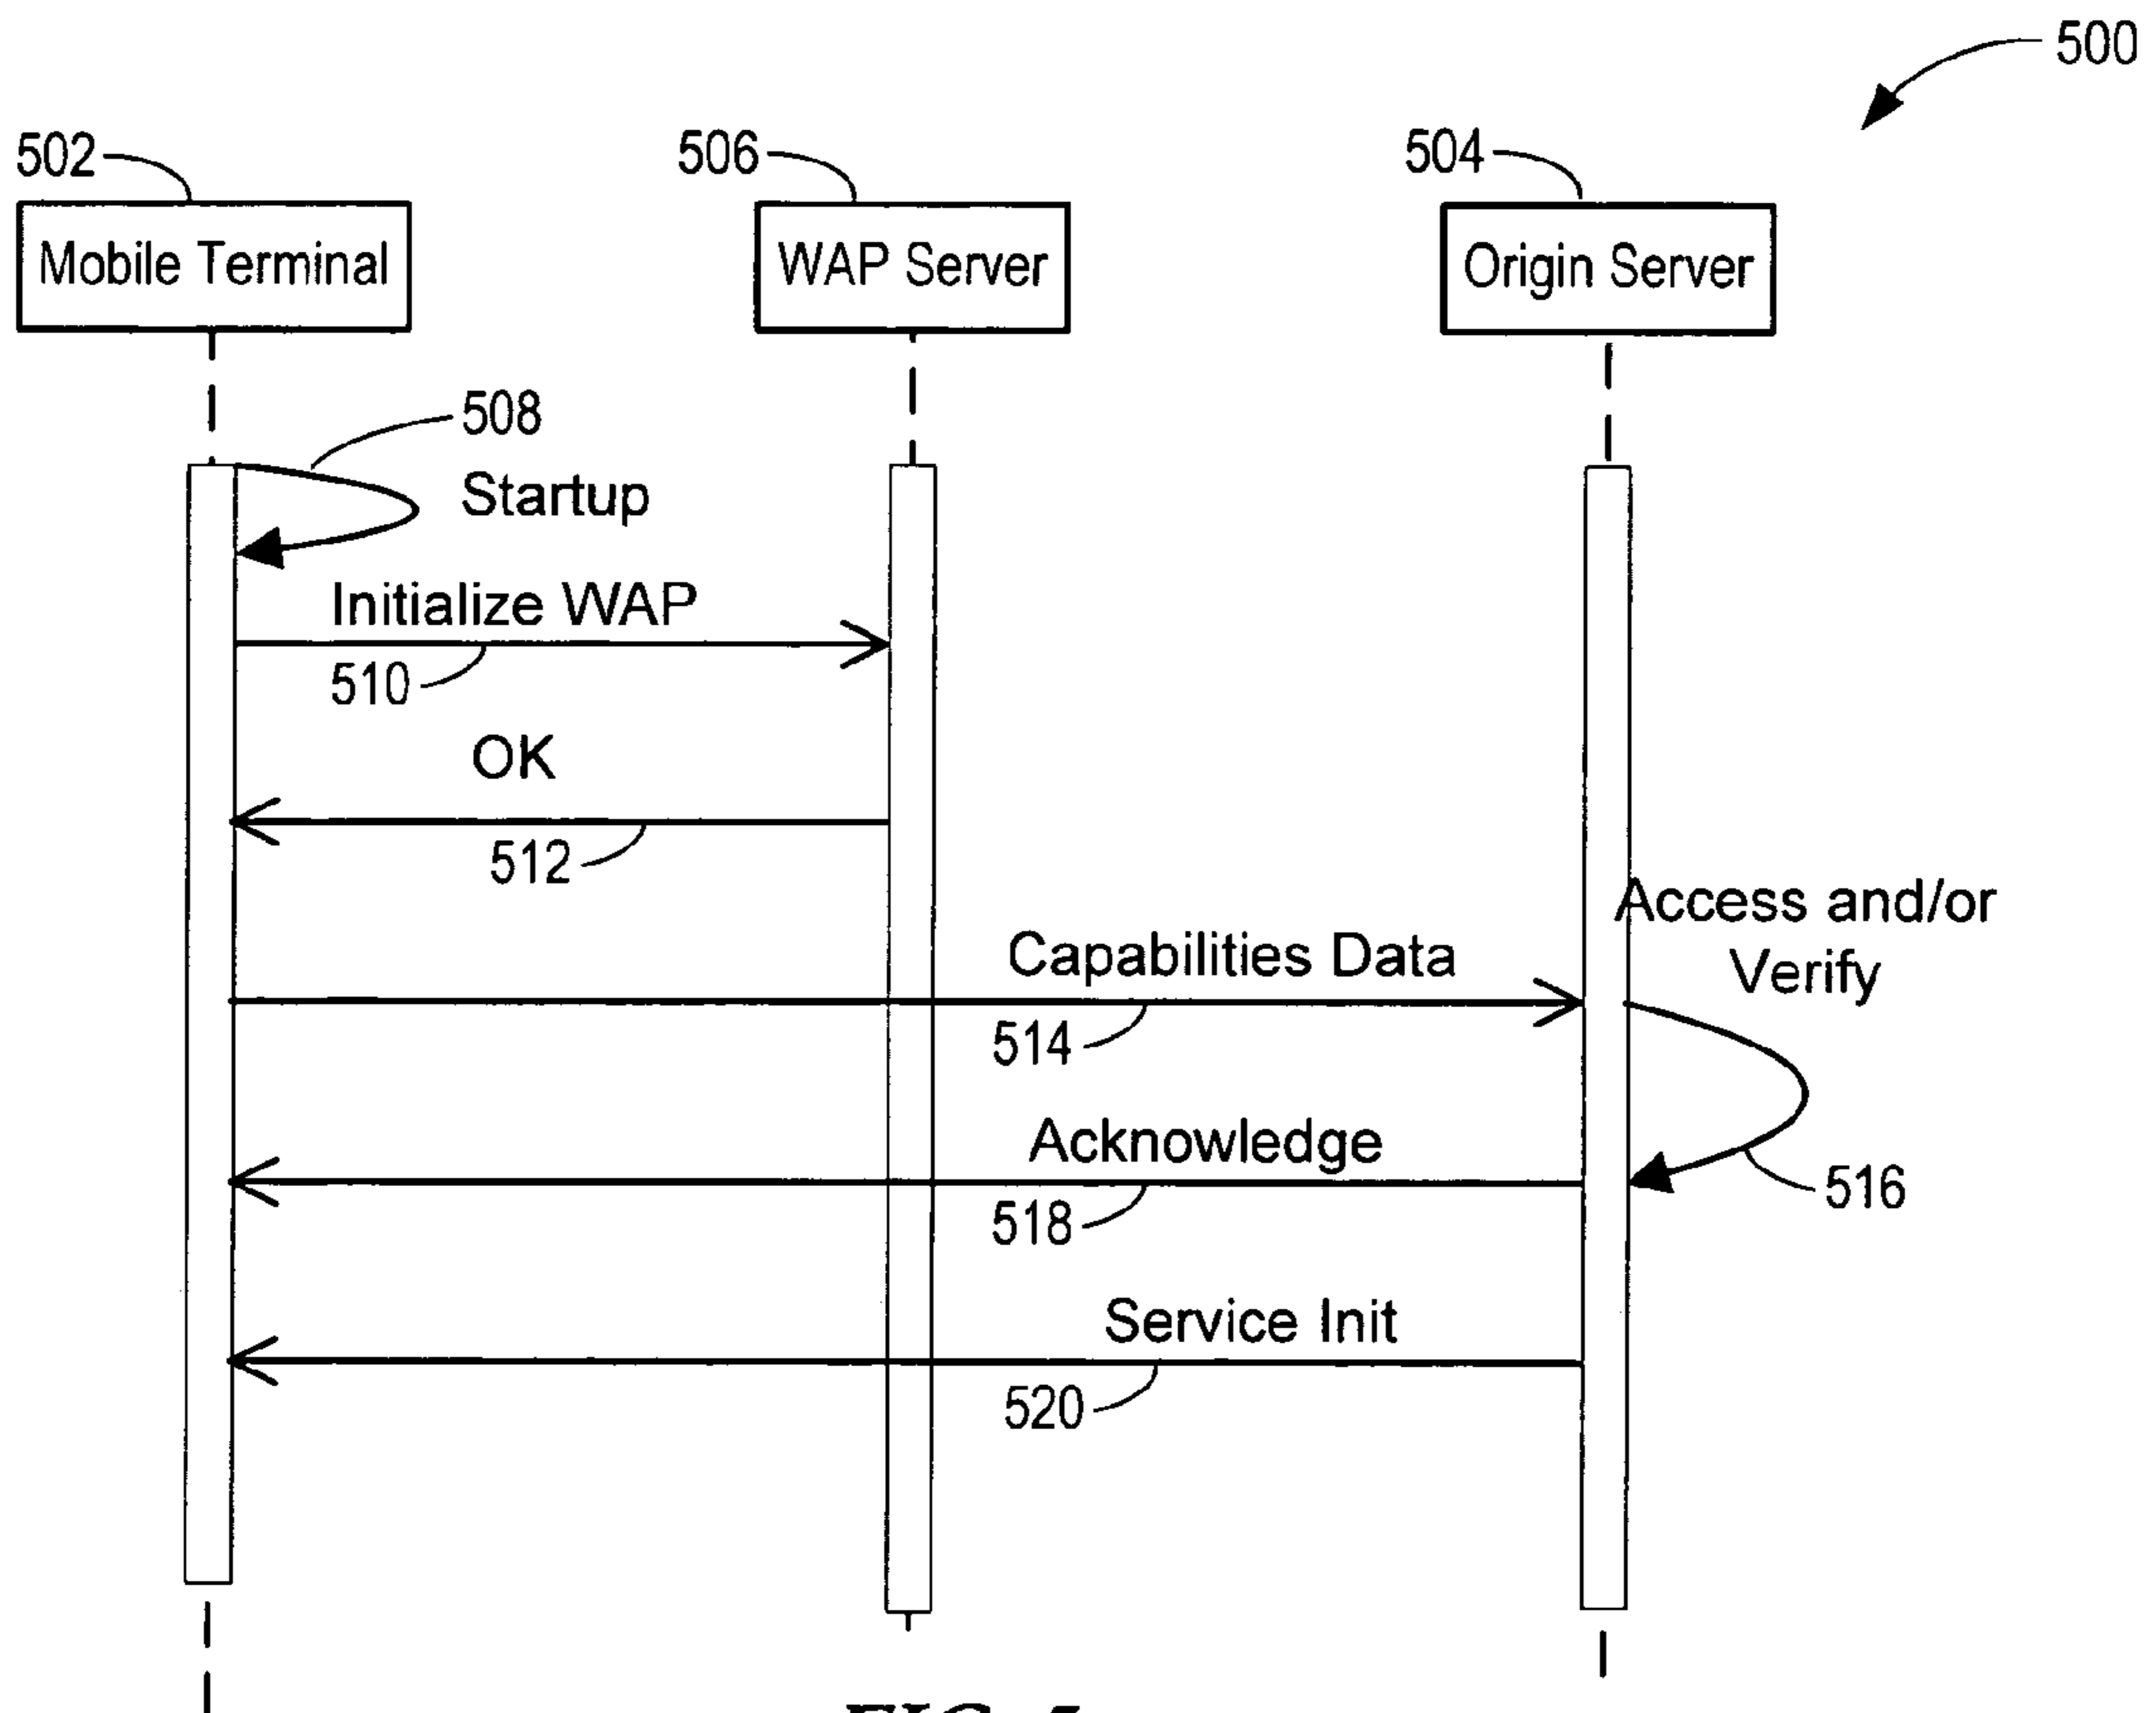 500
502
506
504
Mobile Terminal
WAP Server
Origin Server
508
Startup
Initialize WAP
510
OK
512
Access and/or
Verify
Capabilities Data
514
Acknowledge
516
518
Service Init
520